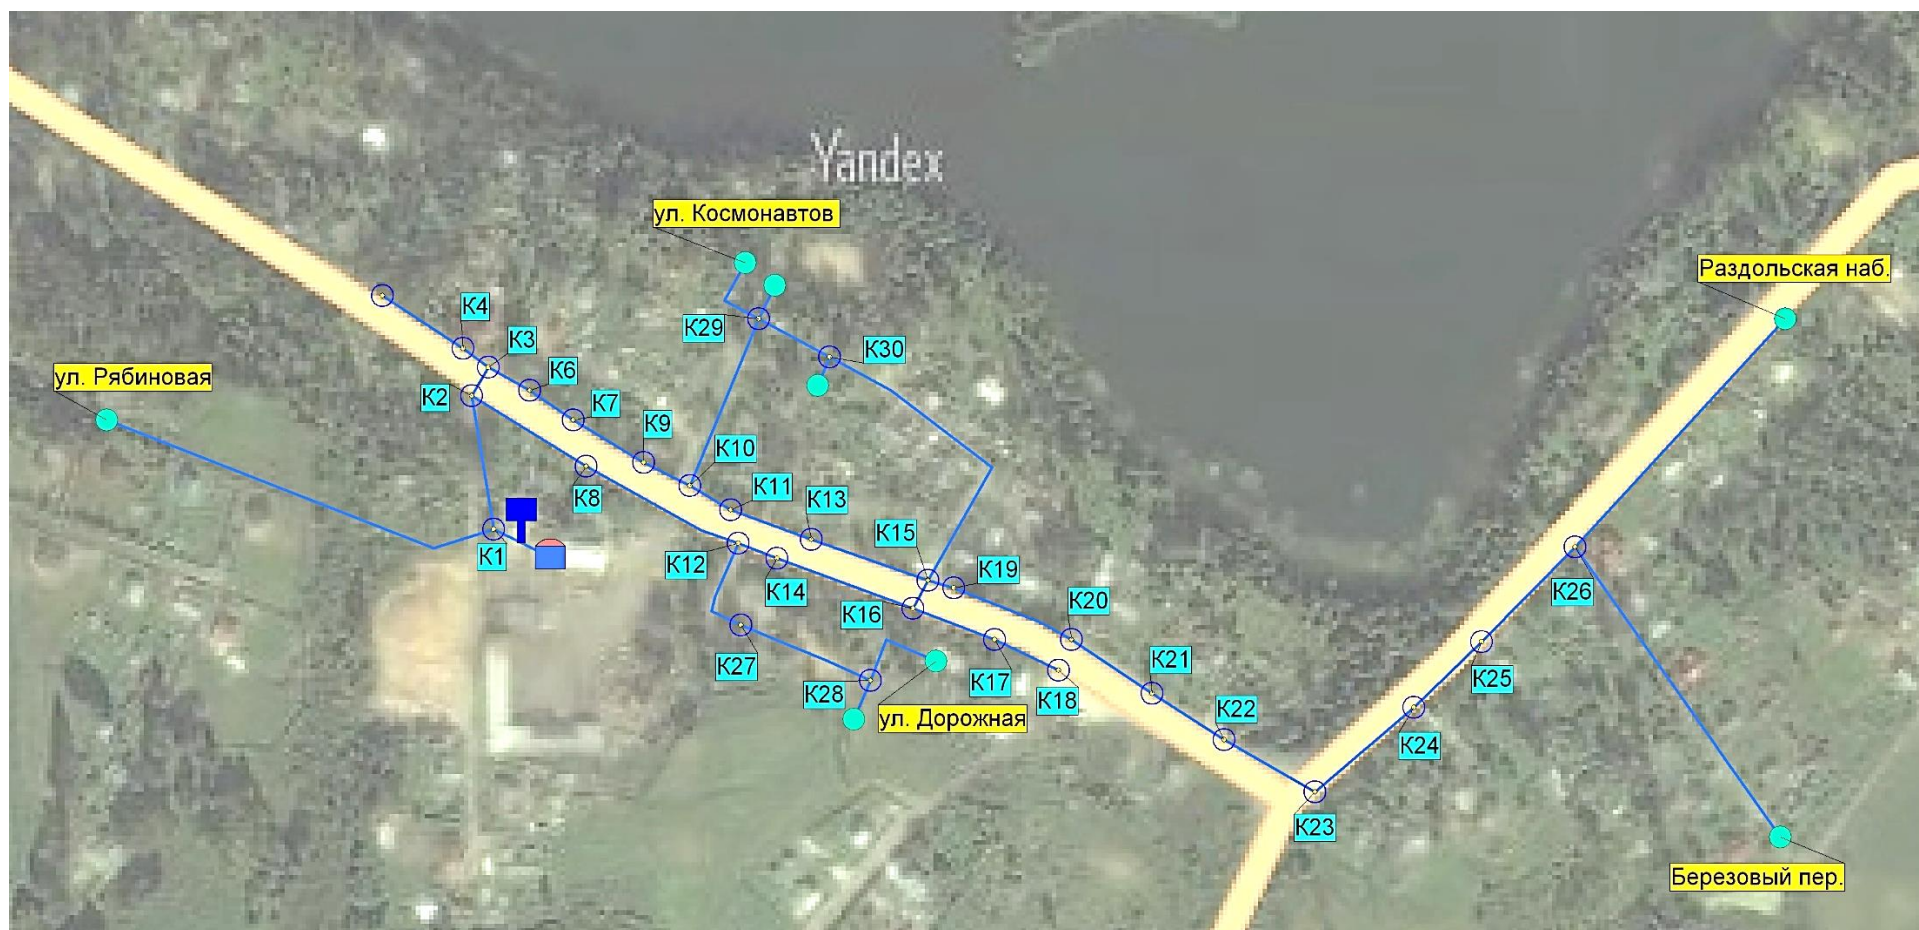 Yandex
ул. Космонавтов
Раздольская наб.
К4
К29
К3
К30
ул. Рябиновая
К6
К2
К7
К9
К10
К8
К11
К13
К1
К15
К12
К14
К19
К16
К20
К26
К27
К17
К18
К21
К25
К28
ул. Дорожная
К22
К24
К23
Березовый пер.